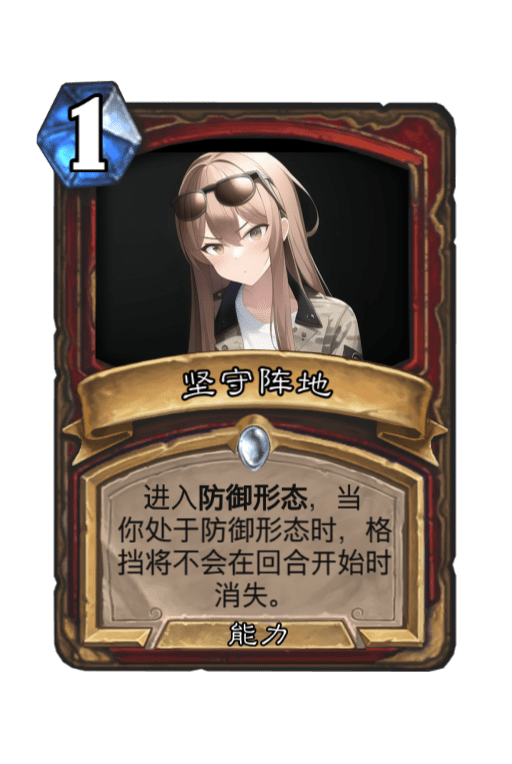 1
坚守阵地
进入防御形态，当
你处于防御形态时，格
挡将不会在回合开始时
消失。
能力